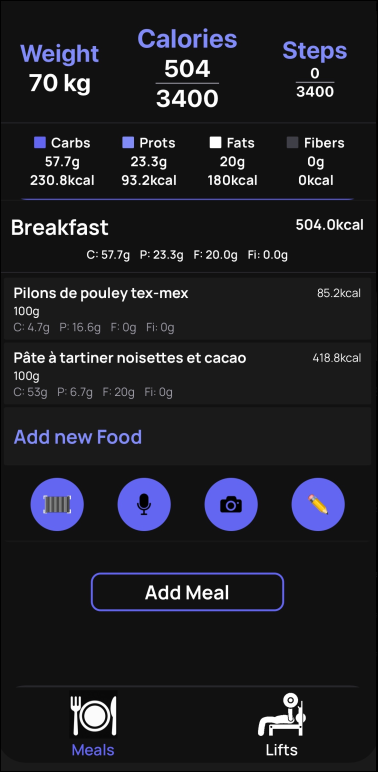 Weight
70 kg
Calories
504
3400
Steps
0
3400
Carbs
57.7g
230.8kcal
Prots
23.3g
93.2kcal
Fats
20g
180kcal
Fibers
0g
0kcal
Breakfast
504.0kcal
C: 57.7g P: 23.3g F: 20.0g Fi: 0.0g
Pilons de pouley tex-mex
85.2kcal
100g
C: 4.7g P: 16.6g F: 0g Fi: 0g
Pâte à tartiner noisettes et cacao
418.8kcal
100g
C: 53g P: 6.7g F: 20g Fi: 0g
Add new Food
Add Meal
Meals
Lifts